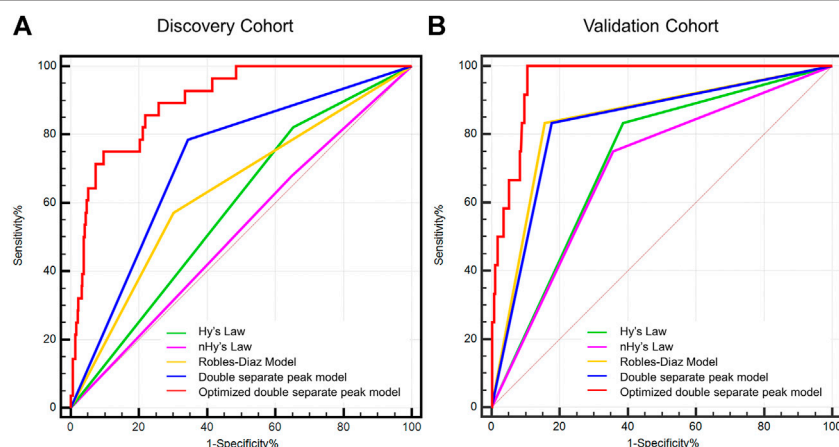 A
Discovery Cohort
100
80
60
40
20
0
Sensitivity%
Hy's Law
nHy's Law
Robles-Diaz Model
Double separate peak model
Optimized double separate peak model
0 20 40 60 80 100
1-Specificity%
B
Validation Cohort
100
80
60
40
20
0
Sensitivity%
Hy's Law
nHy's Law
Robles-Diaz Model
Double separate peak model
Optimized double separate peak model
0 20 40 60 80 100
1-Specificity%